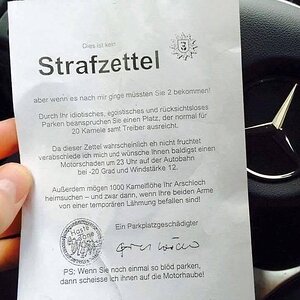 Dies ist kein
Strafzettel
aber wenn es nach mir ginge müssten Sie 2 bekommen!
Durch Ihr idiotisches, egoistisches und rücksichtsloses
Parken beanspruchen Sie einen Platz, der normal für
20 Kamele samt Treiber ausreicht.
Da dieser Zettel wahrscheinlich eh nicht fruchtet
verabschiede ich mich und wünsche Ihnen baldigst einen
Motorschaden um 23 Uhr auf der Autobahn
bei -20 Grad und Windstärke 12.
Außerdem mögen 1000 Kamelflöhe Ihr Arschloch
heimsuchen - und zwar dann, wenn Ihre beiden Arme
von einer temporären Lähmung befallen sind!
Ein Parkplatzgeschädigter
Haste
PS: Wenn Sie noch einmal so blöd parken,
dann scheisse ich ihnen auf die Motorhaube!